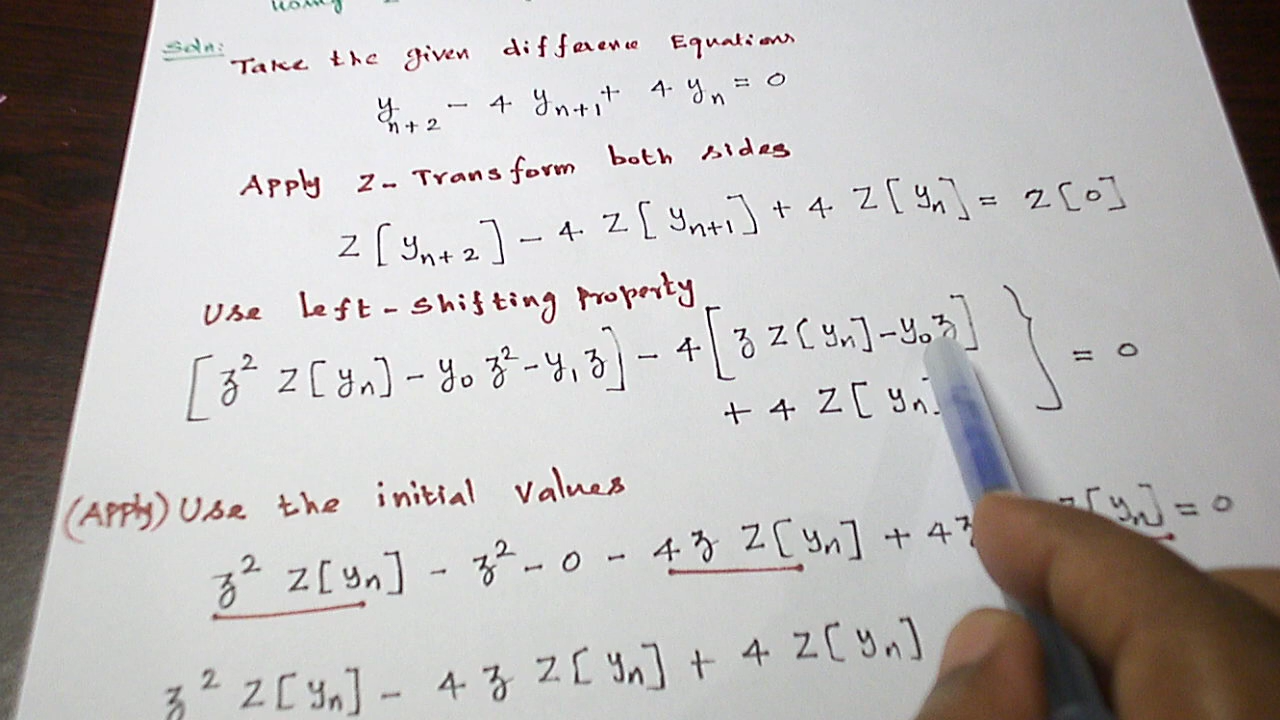 using
Soln: Take the given difference Equations
y_{n+2} - 4 y_{n+1} + 4 y_n = 0
Apply Z-Transform both sides
Z[y_{n+2}] - 4 Z[y_{n+1}] + 4 Z[y_n] = Z[0]
Use left-shifting Property
[z² Z[y_n] - y_0 z² - y_1 z] - 4[z Z[y_n] - y_0 z]
+ 4 Z[y_n] } = 0
(Apply) Use the initial values
z² Z[y_n] - z² - 0 - 4z Z[y_n] + 4z Z[y_n] = 0
z² Z[y_n] - 4z Z[y_n] + 4 Z[y_n]